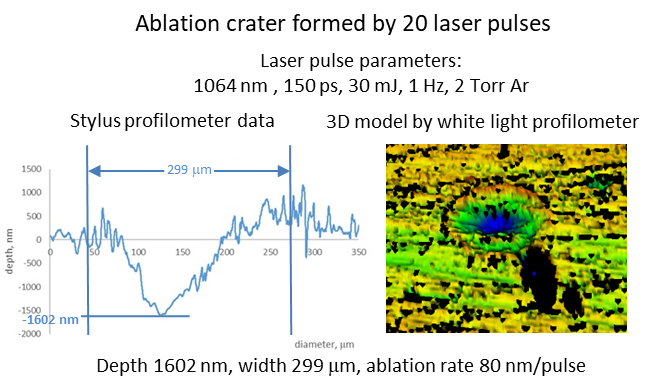 Ablation crater formed by 20 laser pulses
Laser pulse parameters:
1064 nm , 150 ps, 30 mJ, 1 Hz, 2 Torr Ar
Stylus profilometer data
3D model by white light profilometer
299 μm
1500
1000
500
0
-500
-1000
-1500
-2000
depth, nm
0
50
100
150
200
250
300
350
-1602 nm
diameter, μm
Depth 1602 nm, width 299 μm, ablation rate 80 nm/pulse